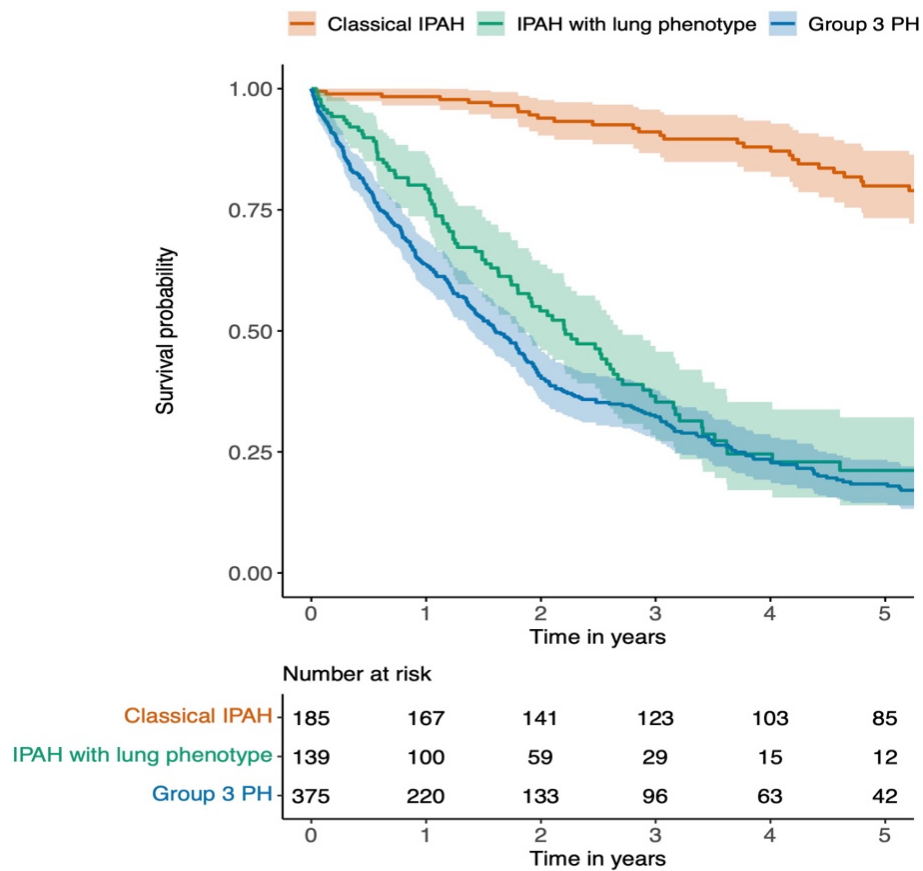 Classical IPAH IPAH with lung phenotype Group 3 PH
1.00
0.75
0.50
0.25
0.00
Survival probability
0 1 2 3 4 5
Time in years
Number at risk
Classical IPAH 185 167 141 123 103 85
IPAH with lung phenotype 139 100 59 29 15 12
Group 3 PH 375 220 133 96 63 42
0 1 2 3 4 5
Time in years